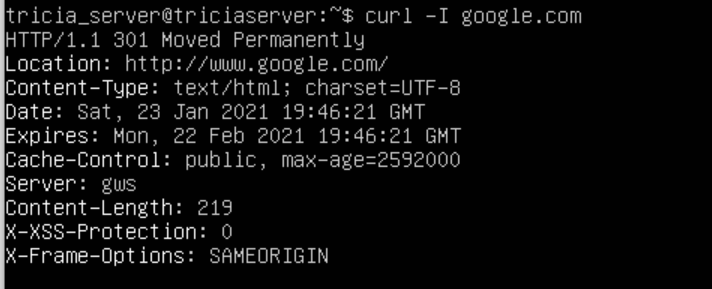 tricia_server@triciaserver:~$ curl -I google.com
HTTP/1.1 301 Moved Permanently
Location: http://www.google.com/
Content-Type: text/html; charset=UTF-8
Date: Sat, 23 Jan 2021 19:46:21 GMT
Expires: Mon, 22 Feb 2021 19:46:21 GMT
Cache-Control: public, max-age=2592000
Server: gws
Content-Length: 219
X-XSS-Protection: 0
X-Frame-Options: SAMEORIGIN